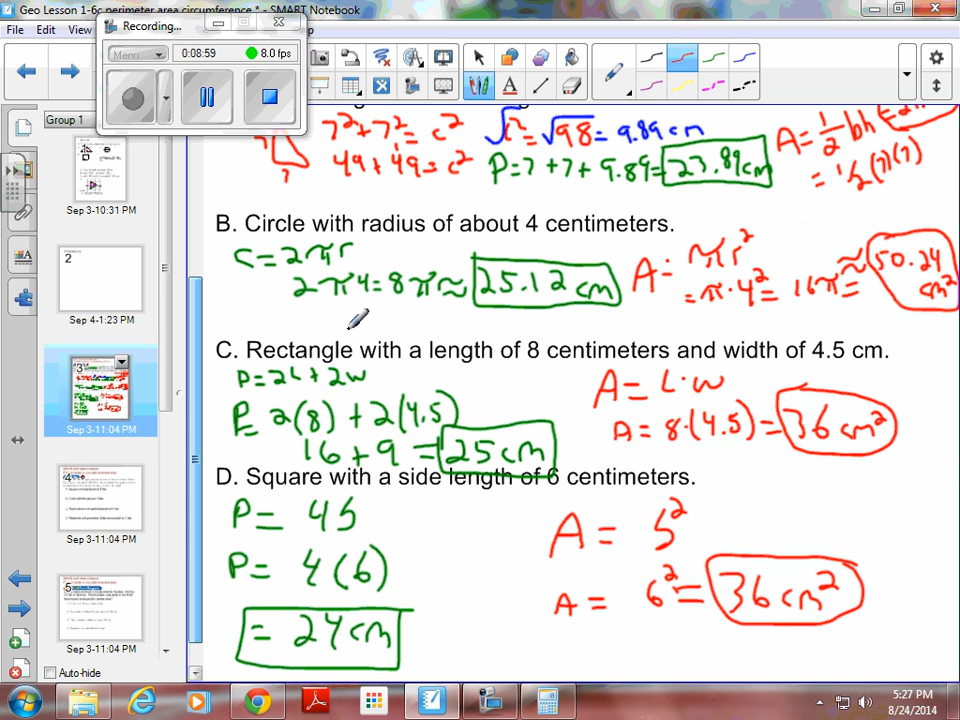 Geo Lesson 1-6c perimeter area circumference * - SMART Notebook
File Edit View
Recording...
Menu 0:08:59 8.0 fps
Group 1
Sep 3-10:31 PM
2
Sep 4-1:23 PM
3
Sep 3-11:04 PM
4
Sep 3-11:04 PM
5
Sep 3-11:04 PM
Auto-hide
7
7
7² + 7² = c²
49 + 49 = c²
√c² = √98 = 9.89 cm
P = 7 + 7 + 9.89 = 23.89 cm
A = 1/2 bh
= 1/2 (7)(7)
B. Circle with radius of about 4 centimeters.
C = 2πr
2π4 = 8π ≈ 25.12 cm
A = πr²
= π·4² = 16π ≈ 50.24 cm²
C. Rectangle with a length of 8 centimeters and width of 4.5 cm.
P = 2L + 2W
P = 2(8) + 2(4.5)
16 + 9 = 25 cm
A = L·W
A = 8·(4.5) = 36 cm²
D. Square with a side length of 6 centimeters.
P = 4s
P = 4(6)
= 24 cm
A = s²
A = 6² = 36 cm²
5:27 PM
8/24/2014